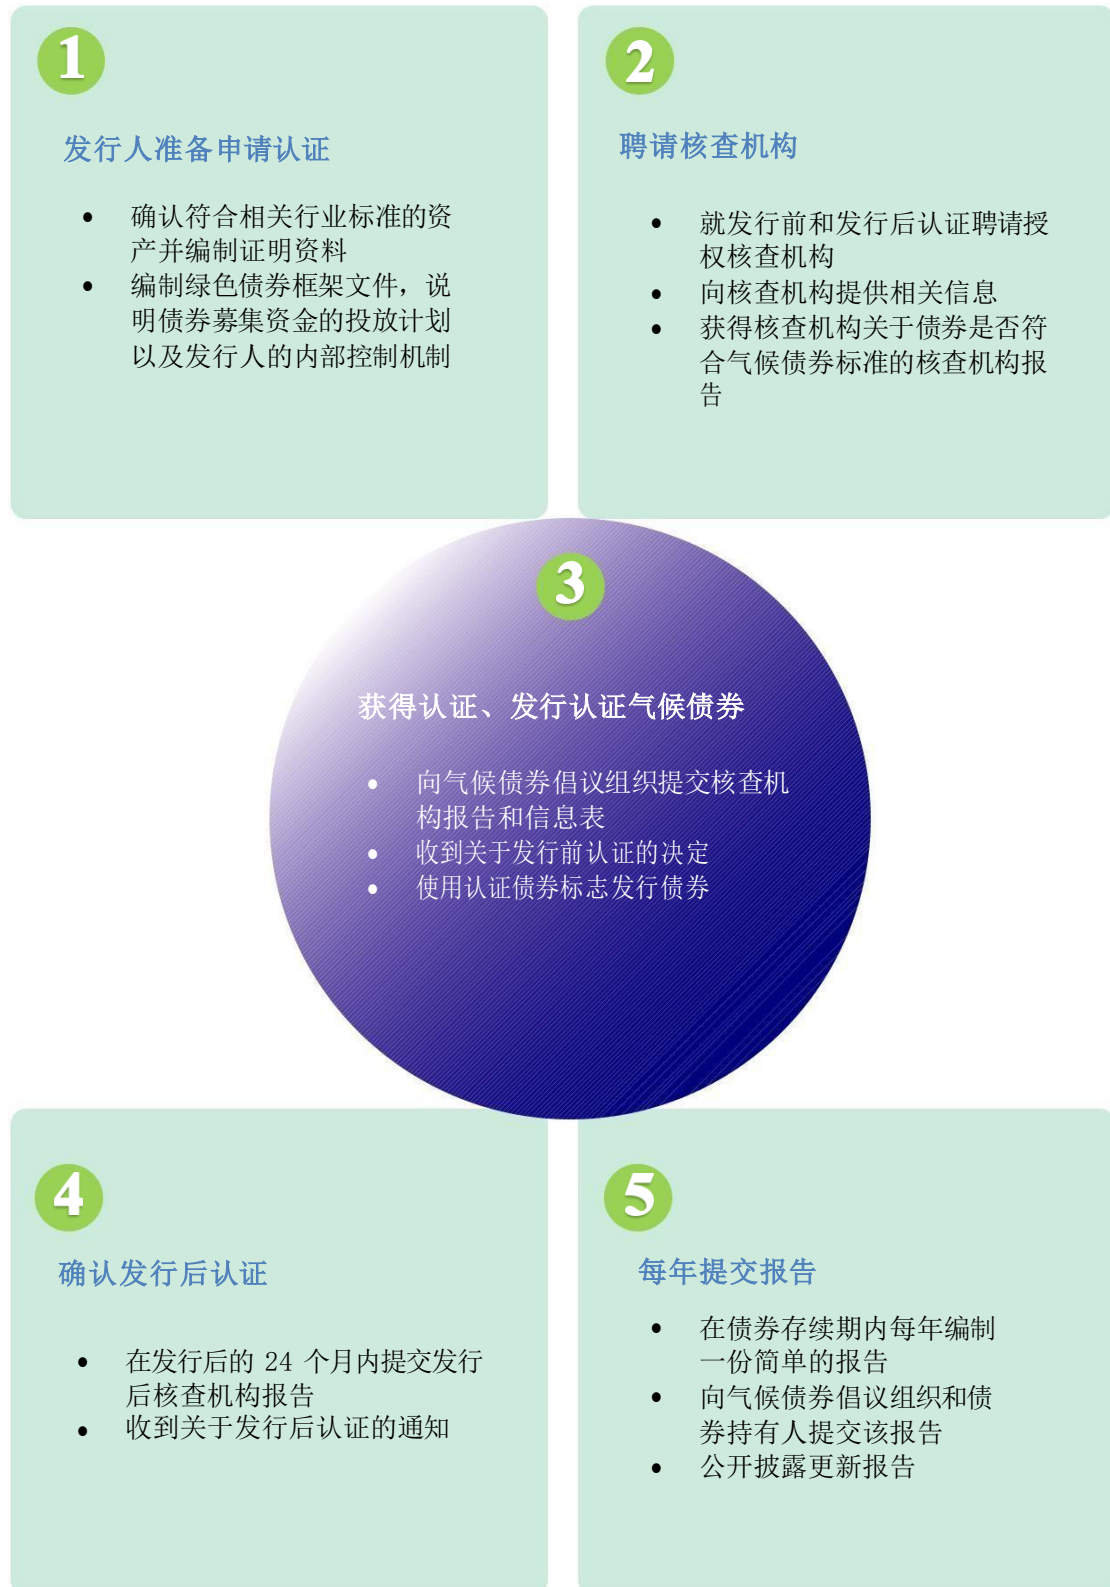 1
发行人准备申请认证
• 确认符合相关行业标准的资
产并编制证明资料
• 编制绿色债券框架文件，说
明债券募集资金的投放计划
以及发行人的内部控制机制
2
聘请核查机构
• 就发行前和发行后认证聘请授
权核查机构
• 向核查机构提供相关信息
• 获得核查机构关于债券是否符
合气候债券标准的核查机构报
告
3
获得认证、发行认证气候债券
• 向气候债券倡议组织提交核查机
构报告和信息表
• 收到关于发行前认证的决定
• 使用认证债券标志发行债券
4
确认发行后认证
• 在发行后的 24 个月内提交发行
后核查机构报告
• 收到关于发行后认证的通知
5
每年提交报告
• 在债券存续期内每年编制
一份简单的报告
• 向气候债券倡议组织和债
券持有人提交该报告
• 公开披露更新报告